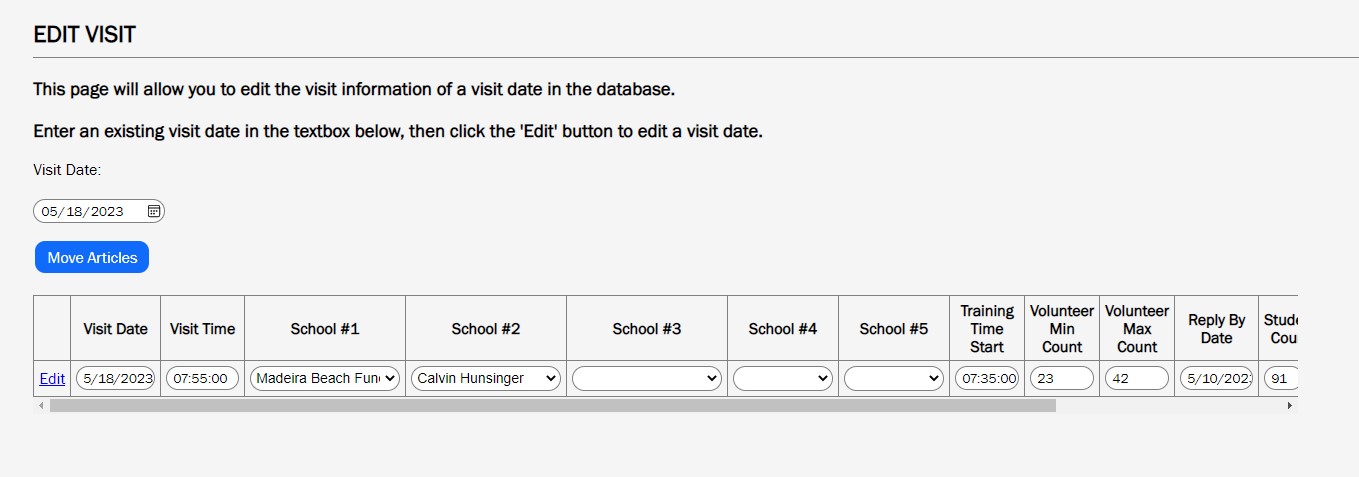 EDIT VISIT
This page will allow you to edit the visit information of a visit date in the database.
Enter an existing visit date in the textbox below, then click the 'Edit' button to edit a visit date.
Visit Date:
05/18/2023
Move Articles
Visit Date Visit Time School #1 School #2 School #3 School #4 School #5 Training Time Start Volunteer Min Count Volunteer Max Count Reply By Date
Edit 5/18/2023 07:55:00 Madeira Beach Calvin Hunsinger 07:35:00 23 42 5/10/202 91